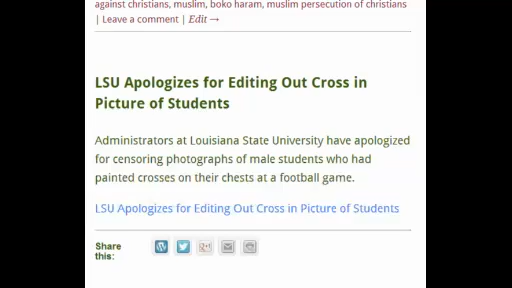 against christians, muslim, boko haram, muslim persecution of christians
| Leave a comment | Edit →
LSU Apologizes for Editing Out Cross in
Picture of Students
Administrators at Louisiana State University have apologized
for censoring photographs of male students who had
painted crosses on their chests at a football game.
LSU Apologizes for Editing Out Cross in Picture of Students
Share
this: